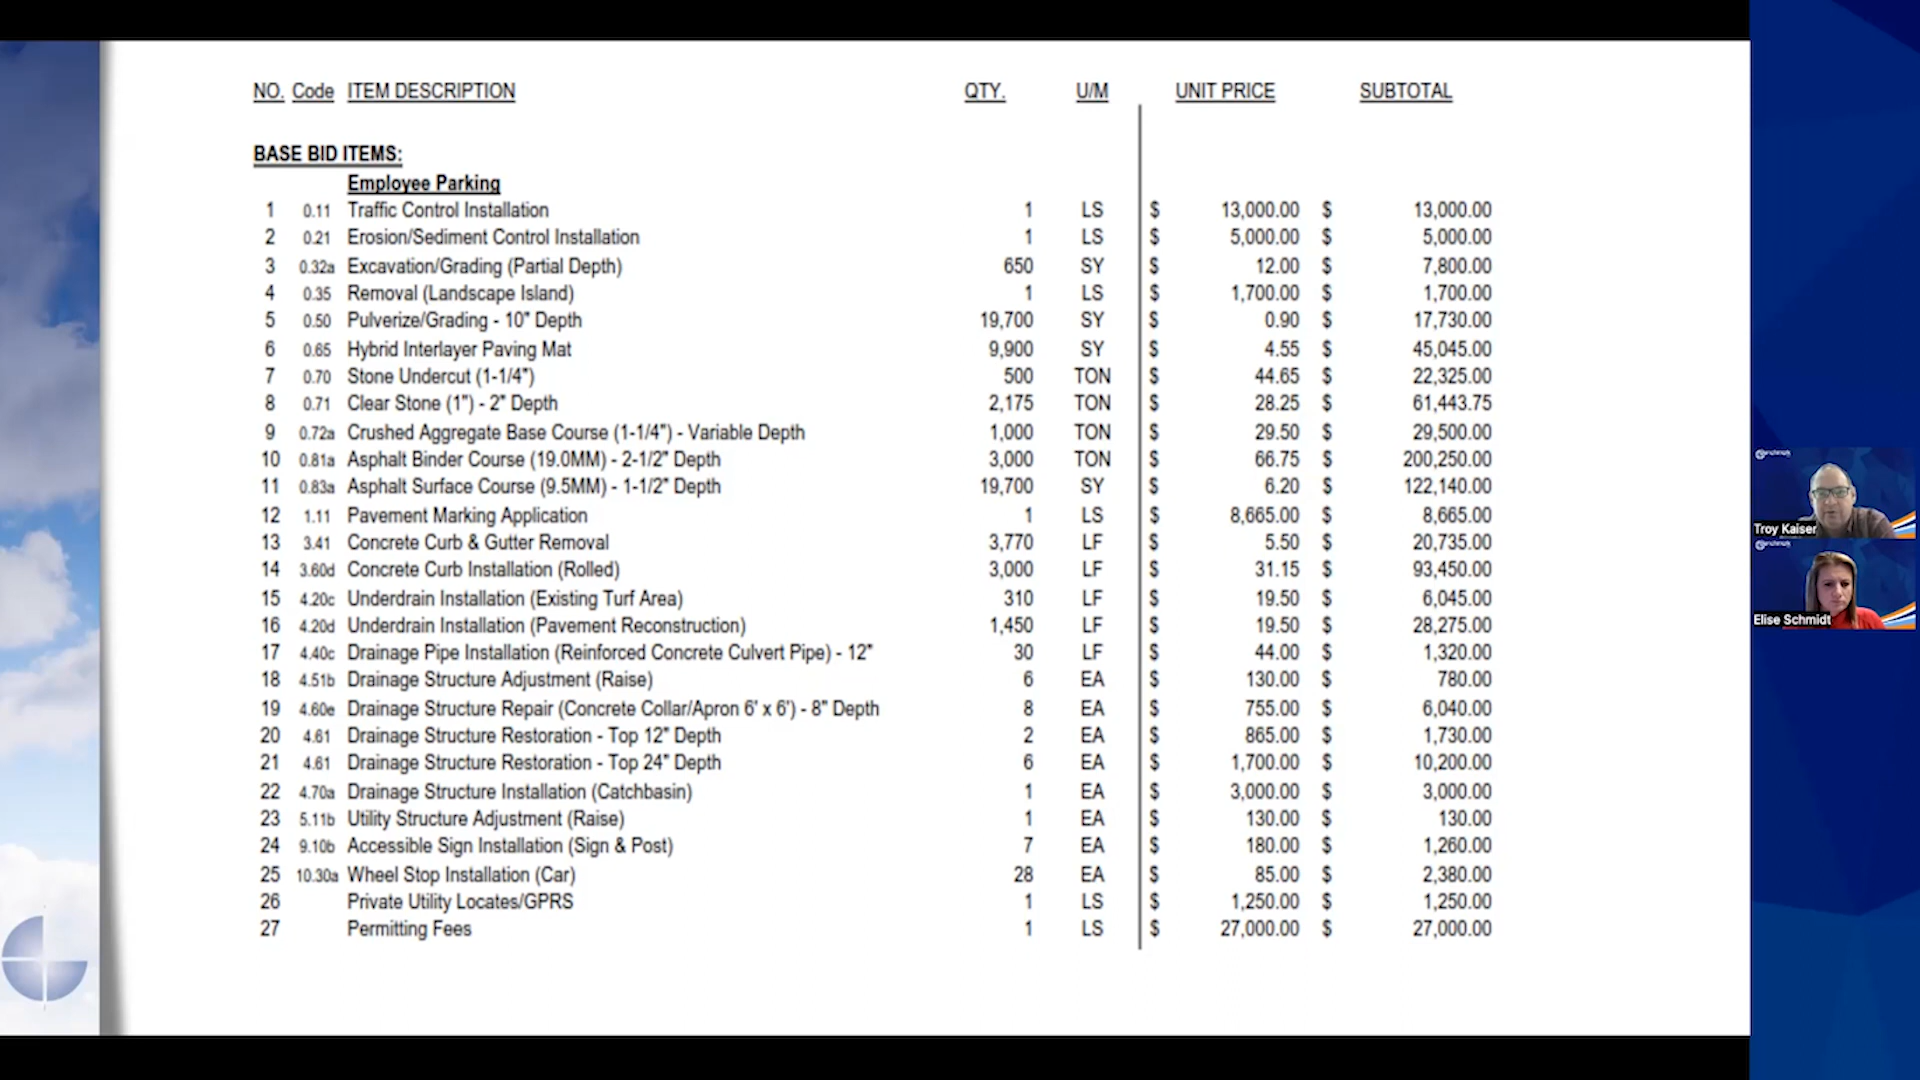 NO. Code ITEM DESCRIPTION QTY. U/M UNIT PRICE SUBTOTAL
BASE BID ITEMS:
Employee Parking
1 0.11 Traffic Control Installation 1 LS $ 13,000.00 $ 13,000.00
2 0.21 Erosion/Sediment Control Installation 1 LS $ 5,000.00 $ 5,000.00
3 0.32a Excavation/Grading (Partial Depth) 650 SY $ 12.00 $ 7,800.00
4 0.35 Removal (Landscape Island) 1 LS $ 1,700.00 $ 1,700.00
5 0.50 Pulverize/Grading - 10" Depth 19,700 SY $ 0.90 $ 17,730.00
6 0.65 Hybrid Interlayer Paving Mat 9,900 SY $ 4.55 $ 45,045.00
7 0.70 Stone Undercut (1-1/4") 500 TON $ 44.65 $ 22,325.00
8 0.71 Clear Stone (1") - 2" Depth 2,175 TON $ 28.25 $ 61,443.75
9 0.72a Crushed Aggregate Base Course (1-1/4") - Variable Depth 1,000 TON $ 29.50 $ 29,500.00
10 0.81a Asphalt Binder Course (19.0MM) - 2-1/2" Depth 3,000 TON $ 66.75 $ 200,250.00
11 0.83a Asphalt Surface Course (9.5MM) - 1-1/2" Depth 19,700 SY $ 6.20 $ 122,140.00
12 1.11 Pavement Marking Application 1 LS $ 8,665.00 $ 8,665.00
13 3.41 Concrete Curb & Gutter Removal 3,770 LF $ 5.50 $ 20,735.00
14 3.60d Concrete Curb Installation (Rolled) 3,000 LF $ 31.15 $ 93,450.00
15 4.20c Underdrain Installation (Existing Turf Area) 310 LF $ 19.50 $ 6,045.00
16 4.20d Underdrain Installation (Pavement Reconstruction) 1,450 LF $ 19.50 $ 28,275.00
17 4.40c Drainage Pipe Installation (Reinforced Concrete Culvert Pipe) - 12" 30 LF $ 44.00 $ 1,320.00
18 4.51b Drainage Structure Adjustment (Raise) 6 EA $ 130.00 $ 780.00
19 4.60e Drainage Structure Repair (Concrete Collar/Apron 6' x 6') - 8" Depth 8 EA $ 755.00 $ 6,040.00
20 4.61 Drainage Structure Restoration - Top 12" Depth 2 EA $ 865.00 $ 1,730.00
21 4.61 Drainage Structure Restoration - Top 24" Depth 6 EA $ 1,700.00 $ 10,200.00
22 4.70a Drainage Structure Installation (Catchbasin) 1 EA $ 3,000.00 $ 3,000.00
23 5.11b Utility Structure Adjustment (Raise) 1 EA $ 130.00 $ 130.00
24 9.10b Accessible Sign Installation (Sign & Post) 7 EA $ 180.00 $ 1,260.00
25 10.30a Wheel Stop Installation (Car) 28 EA $ 85.00 $ 2,380.00
26 Private Utility Locates/GPRS 1 LS $ 1,250.00 $ 1,250.00
27 Permitting Fees 1 LS $ 27,000.00 $ 27,000.00
Troy Kaiser
Elise Schmidt